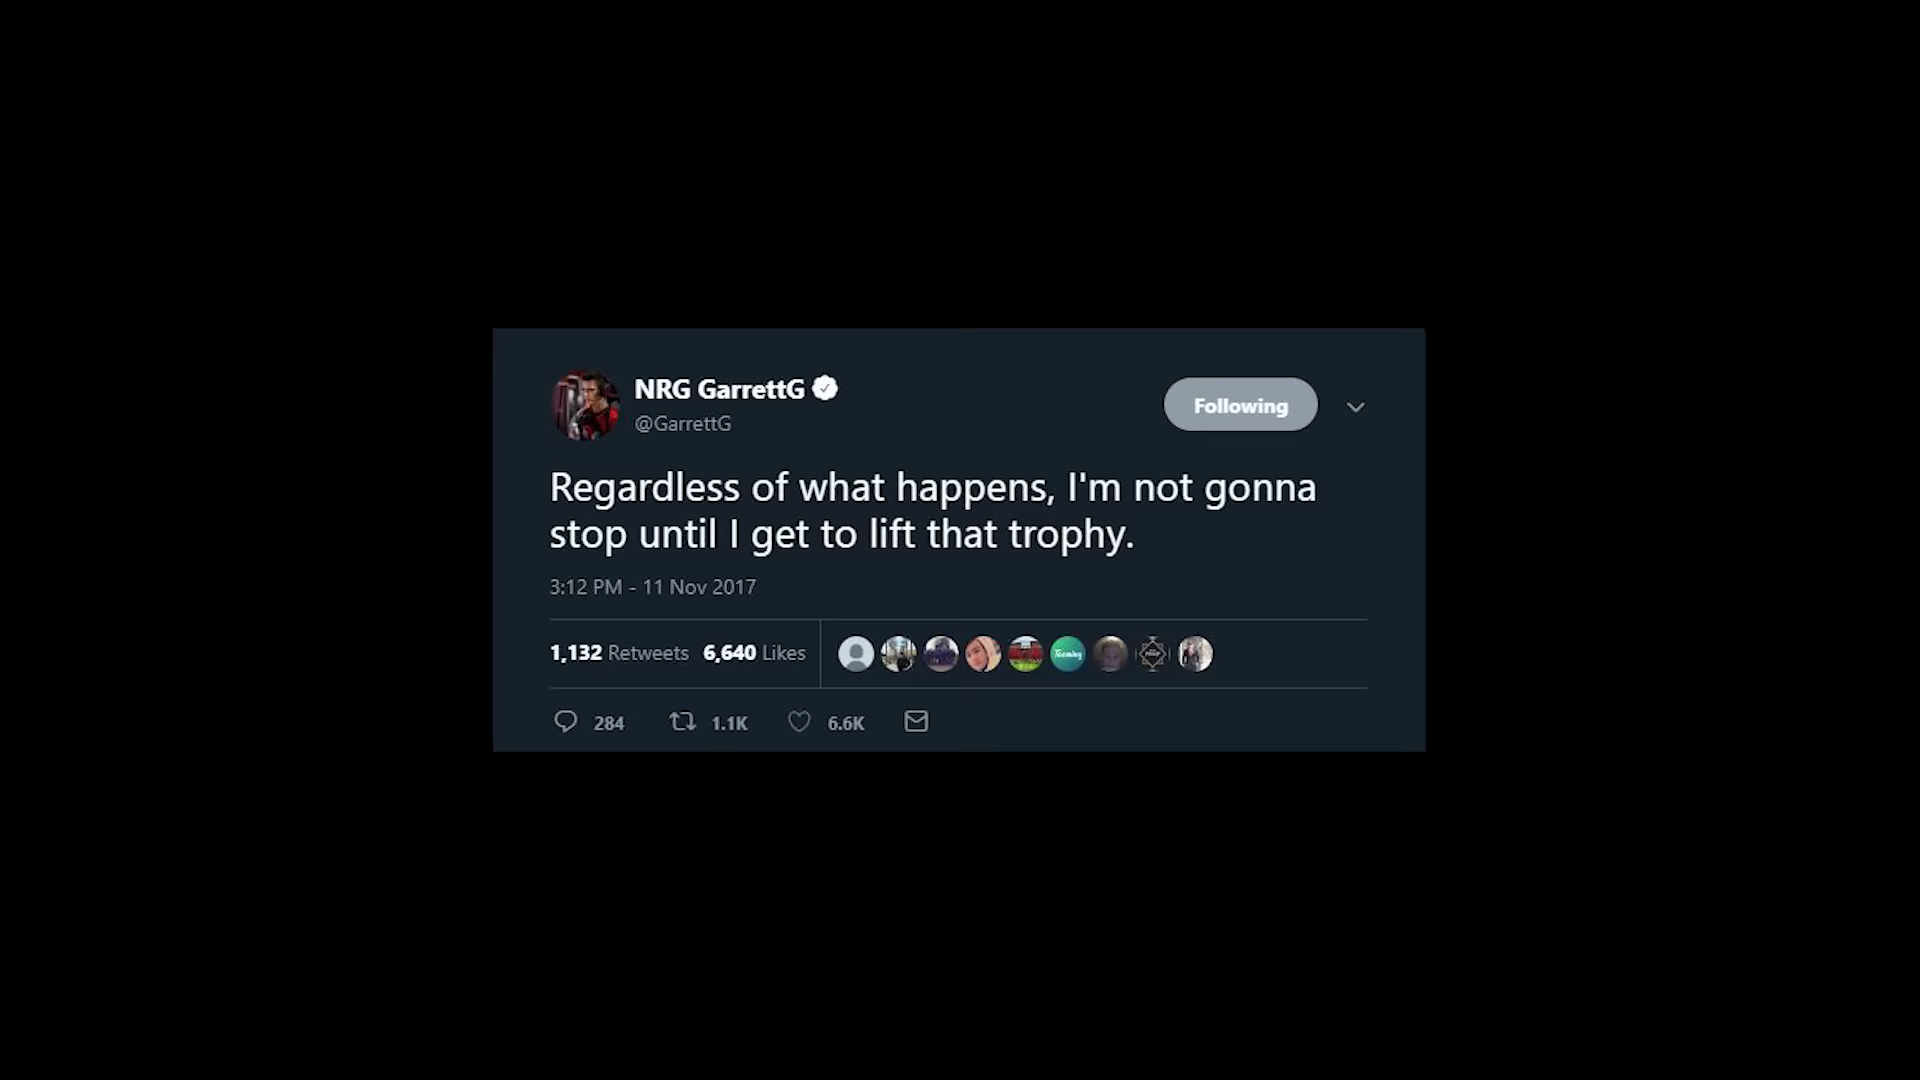 NRG GarrettG
@GarrettG
Following
Regardless of what happens, I'm not gonna
stop until I get to lift that trophy.
3:12 PM - 11 Nov 2017
1,132 Retweets 6,640 Likes
284 1.1K 6.6K